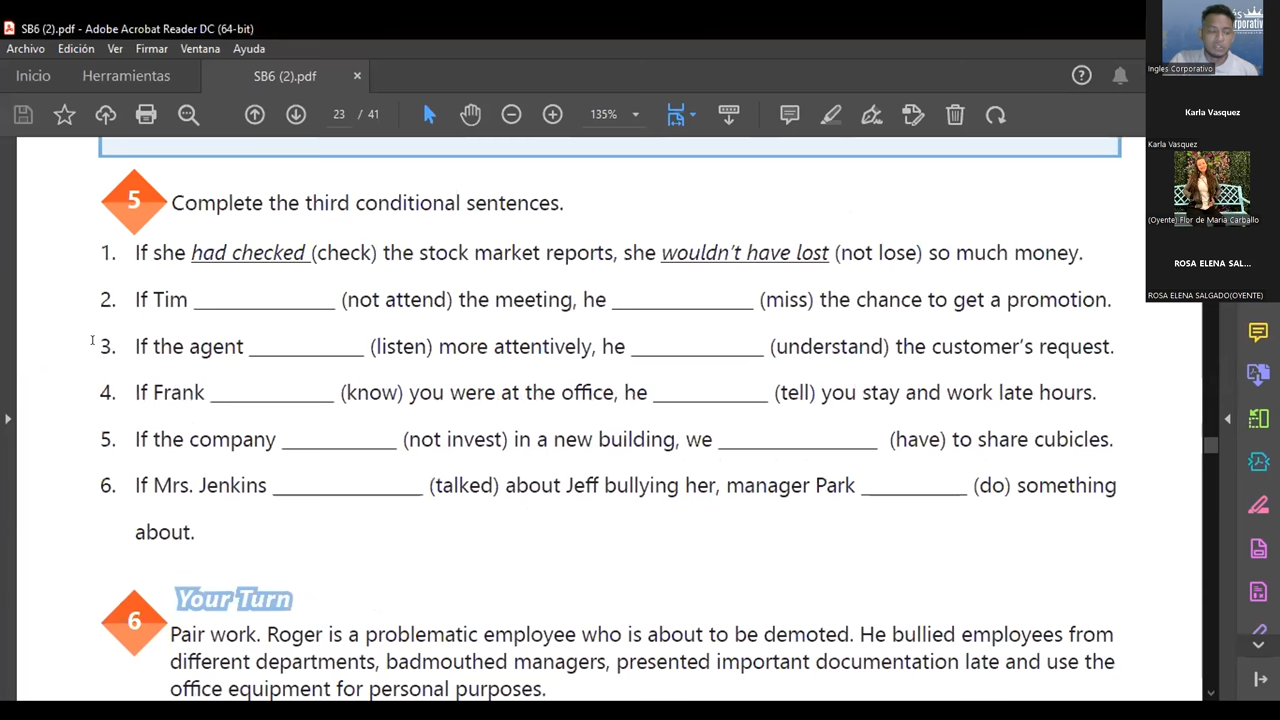 SB6 (2).pdf - Adobe Acrobat Reader DC (64-bit)
Archivo Edición Ver Firmar Ventana Ayuda
Inicio Herramientas SB6 (2).pdf ×
23 / 41 135%
Ingles Corporativo
Karla Vasquez
Karla Vasquez
(Oyente) Flor de Maria Carballo
ROSA ELENA SAL...
ROSA ELENA SALGADO(OYENTE)
5 Complete the third conditional sentences.
1. If she had checked (check) the stock market reports, she wouldn't have lost (not lose) so much money.
2. If Tim ______________ (not attend) the meeting, he ______________ (miss) the chance to get a promotion.
3. If the agent ___________ (listen) more attentively, he _____________ (understand) the customer's request.
4. If Frank ____________ (know) you were at the office, he ___________ (tell) you stay and work late hours.
5. If the company ___________ (not invest) in a new building, we ________________ (have) to share cubicles.
6. If Mrs. Jenkins _______________ (talked) about Jeff bullying her, manager Park __________ (do) something
about.
6 Your Turn
Pair work. Roger is a problematic employee who is about to be demoted. He bullied employees from
different departments, badmouthed managers, presented important documentation late and use the
office equipment for personal purposes.